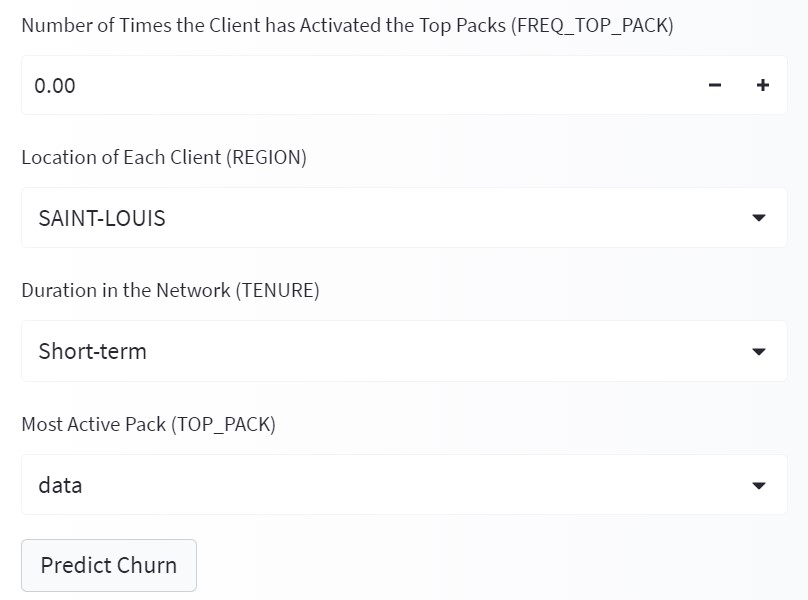 Number of Times the Client has Activated the Top Packs (FREQ_TOP_PACK)
0.00
Location of Each Client (REGION)
SAINT-LOUIS
Duration in the Network (TENURE)
Short-term
Most Active Pack (TOP_PACK)
data
Predict Churn